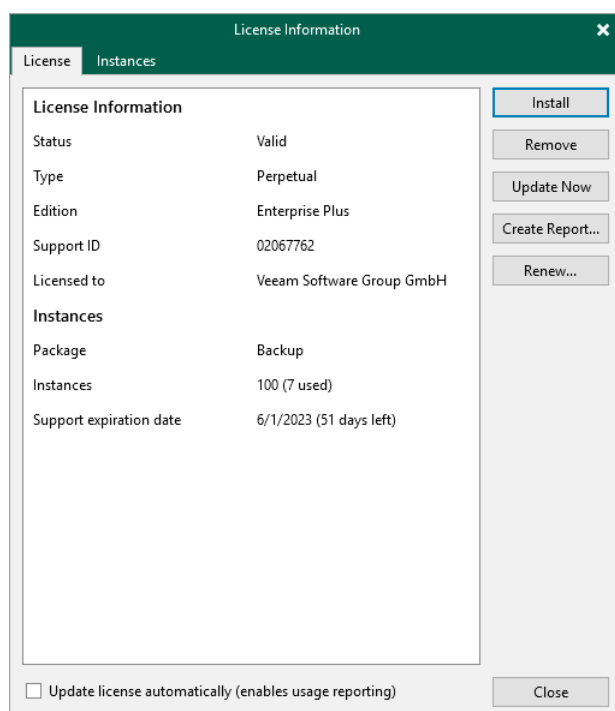 License Information
License Instances
License Information
Status Valid
Type Perpetual
Edition Enterprise Plus
Support ID 02067762
Licensed to Veeam Software Group GmbH
Instances
Package Backup
Instances 100 (7 used)
Support expiration date 6/1/2023 (51 days left)
Install
Remove
Update Now
Create Report...
Renew...
Update license automatically (enables usage reporting)
Close